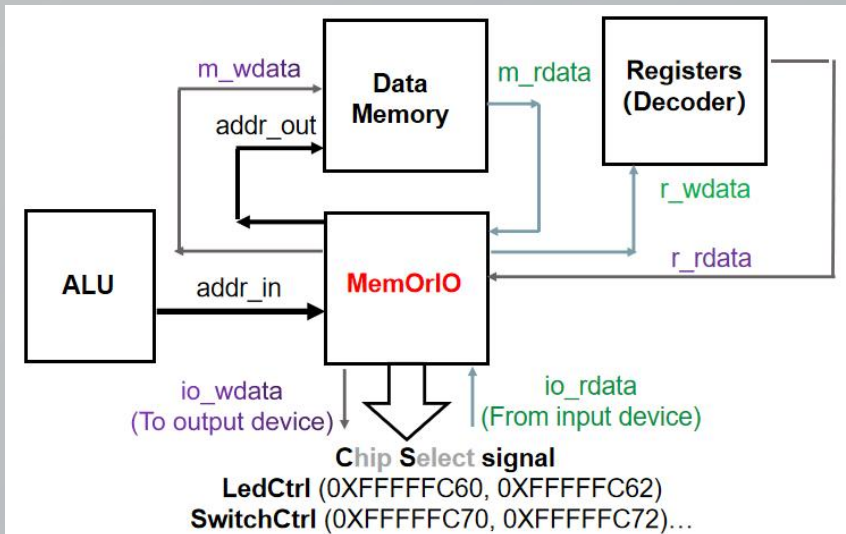 m_wdata
Data
Memory
m_rdata
Registers
(Decoder)
addr_out
r_wdata
ALU
addr_in
MemOrIO
r_rdata
io_wdata
(To output device)
io_rdata
(From input device)
Chip Select signal
LedCtrl (0XFFFFFC60, 0XFFFFFC62)
SwitchCtrl (0XFFFFFC70, 0XFFFFFC72)...